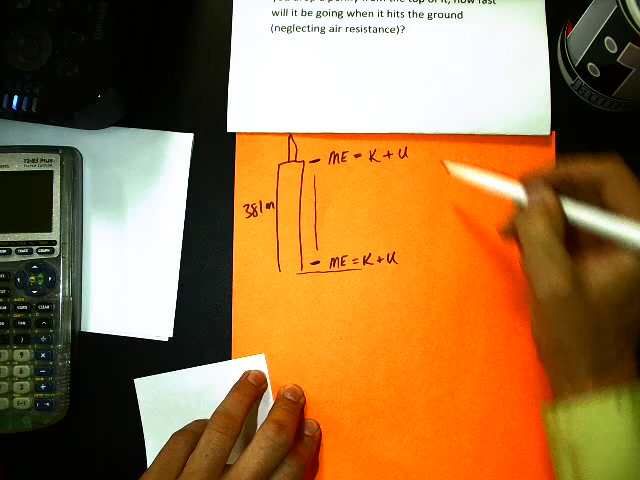 you drop a penny from the top of it, how fast
will it be going when it hits the ground
(neglecting air resistance)?
ME = K + U
381m
ME = K + U
TI-83 Plus